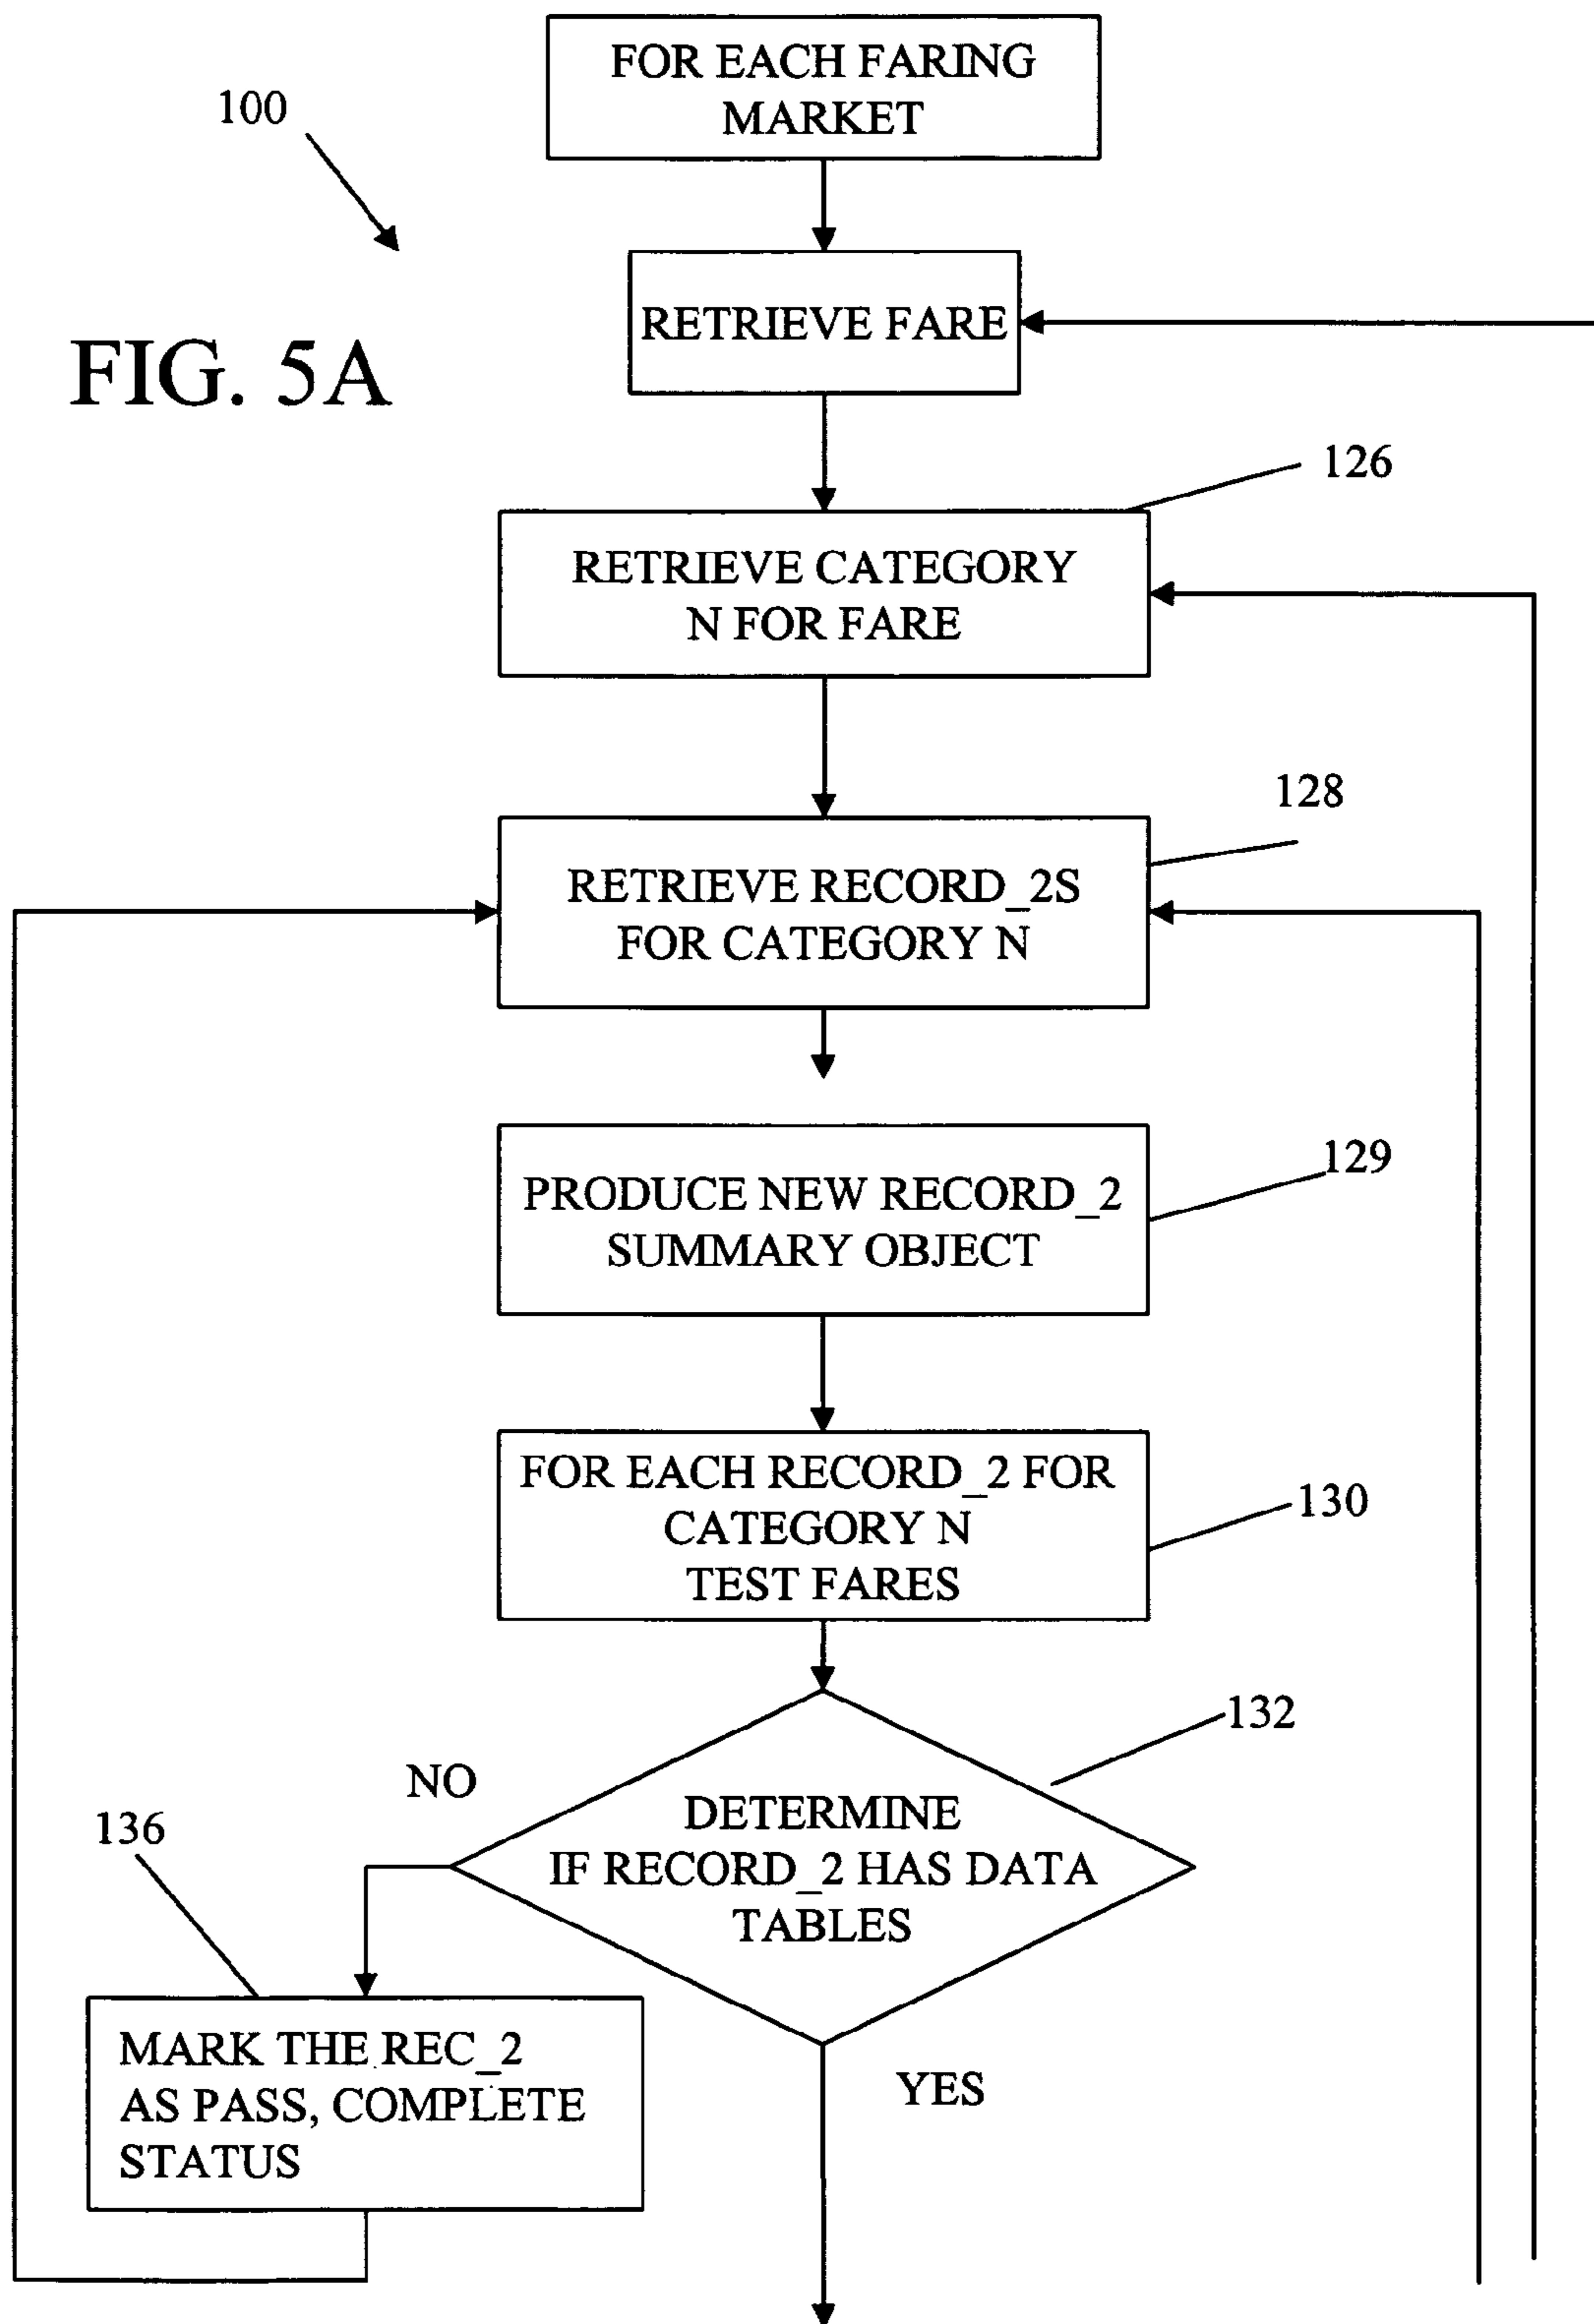 FOR EACH FARING
MARKET
100
RETRIEVE FARE
FIG. 5A
126
RETRIEVE CATEGORY
N FOR FARE
128
RETRIEVE RECORD_2S
FOR CATEGORY N
129
PRODUCE NEW RECORD_2
SUMMARY OBJECT
FOR EACH RECORD_2 FOR
CATEGORY N
TEST FARES
130
132
NO
DETERMINE
IF RECORD_2 HAS DATA
TABLES
136
MARK THE REC_2
AS PASS, COMPLETE
STATUS
YES